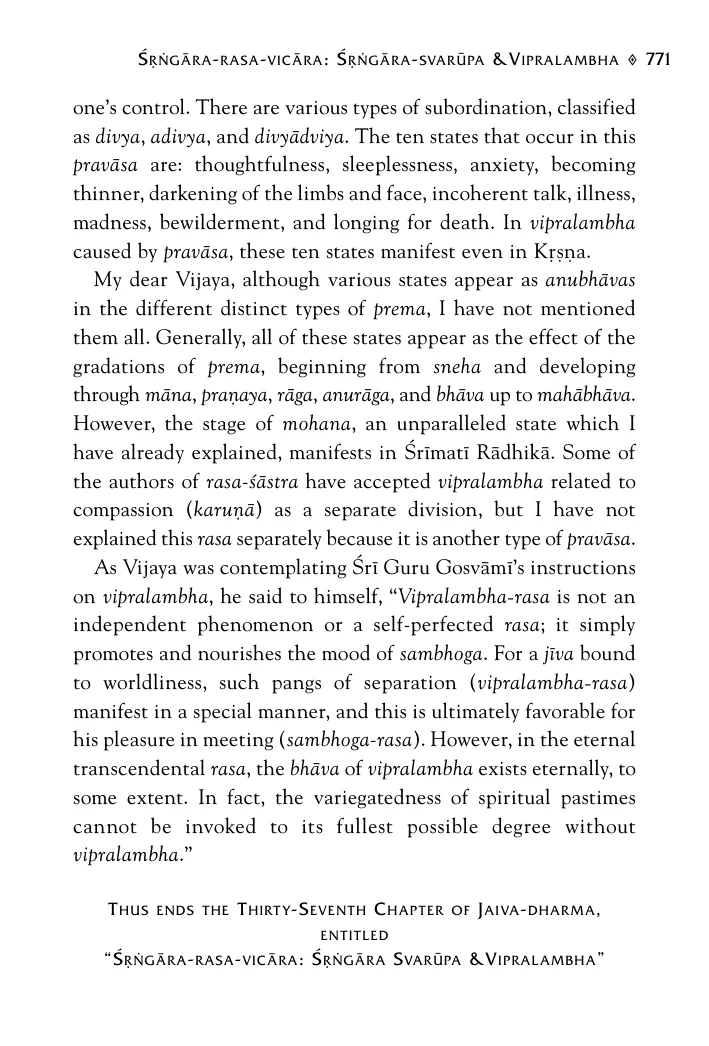 Śṛṅgāra-rasa-vicāra: Śṛṅgāra-svarūpa &Vipralambha ◈ 771
one's control. There are various types of subordination, classified
as divya, adivya, and divyādviya. The ten states that occur in this
pravāsa are: thoughtfulness, sleeplessness, anxiety, becoming
thinner, darkening of the limbs and face, incoherent talk, illness,
madness, bewilderment, and longing for death. In vipralambha
caused by pravāsa, these ten states manifest even in Kṛṣṇa.
My dear Vijaya, although various states appear as anubhāvas
in the different distinct types of prema, I have not mentioned
them all. Generally, all of these states appear as the effect of the
gradations of prema, beginning from sneha and developing
through māna, praṇaya, rāga, anurāga, and bhāva up to mahābhāva.
However, the stage of mohana, an unparalleled state which I
have already explained, manifests in Śrīmatī Rādhikā. Some of
the authors of rasa-śāstra have accepted vipralambha related to
compassion (karuṇā) as a separate division, but I have not
explained this rasa separately because it is another type of pravāsa.
As Vijaya was contemplating Śrī Guru Gosvāmī's instructions
on vipralambha, he said to himself, “Vipralambha-rasa is not an
independent phenomenon or a self-perfected rasa; it simply
promotes and nourishes the mood of sambhoga. For a jīva bound
to worldliness, such pangs of separation (vipralambha-rasa)
manifest in a special manner, and this is ultimately favorable for
his pleasure in meeting (sambhoga-rasa). However, in the eternal
transcendental rasa, the bhāva of vipralambha exists eternally, to
some extent. In fact, the variegatedness of spiritual pastimes
cannot be invoked to its fullest possible degree without
vipralambha.”
Thus ends the Thirty-Seventh Chapter of Jaiva-dharma,
entitled
“Śṛṅgāra-rasa-vicāra: Śṛṅgāra Svarūpa &Vipralambha”